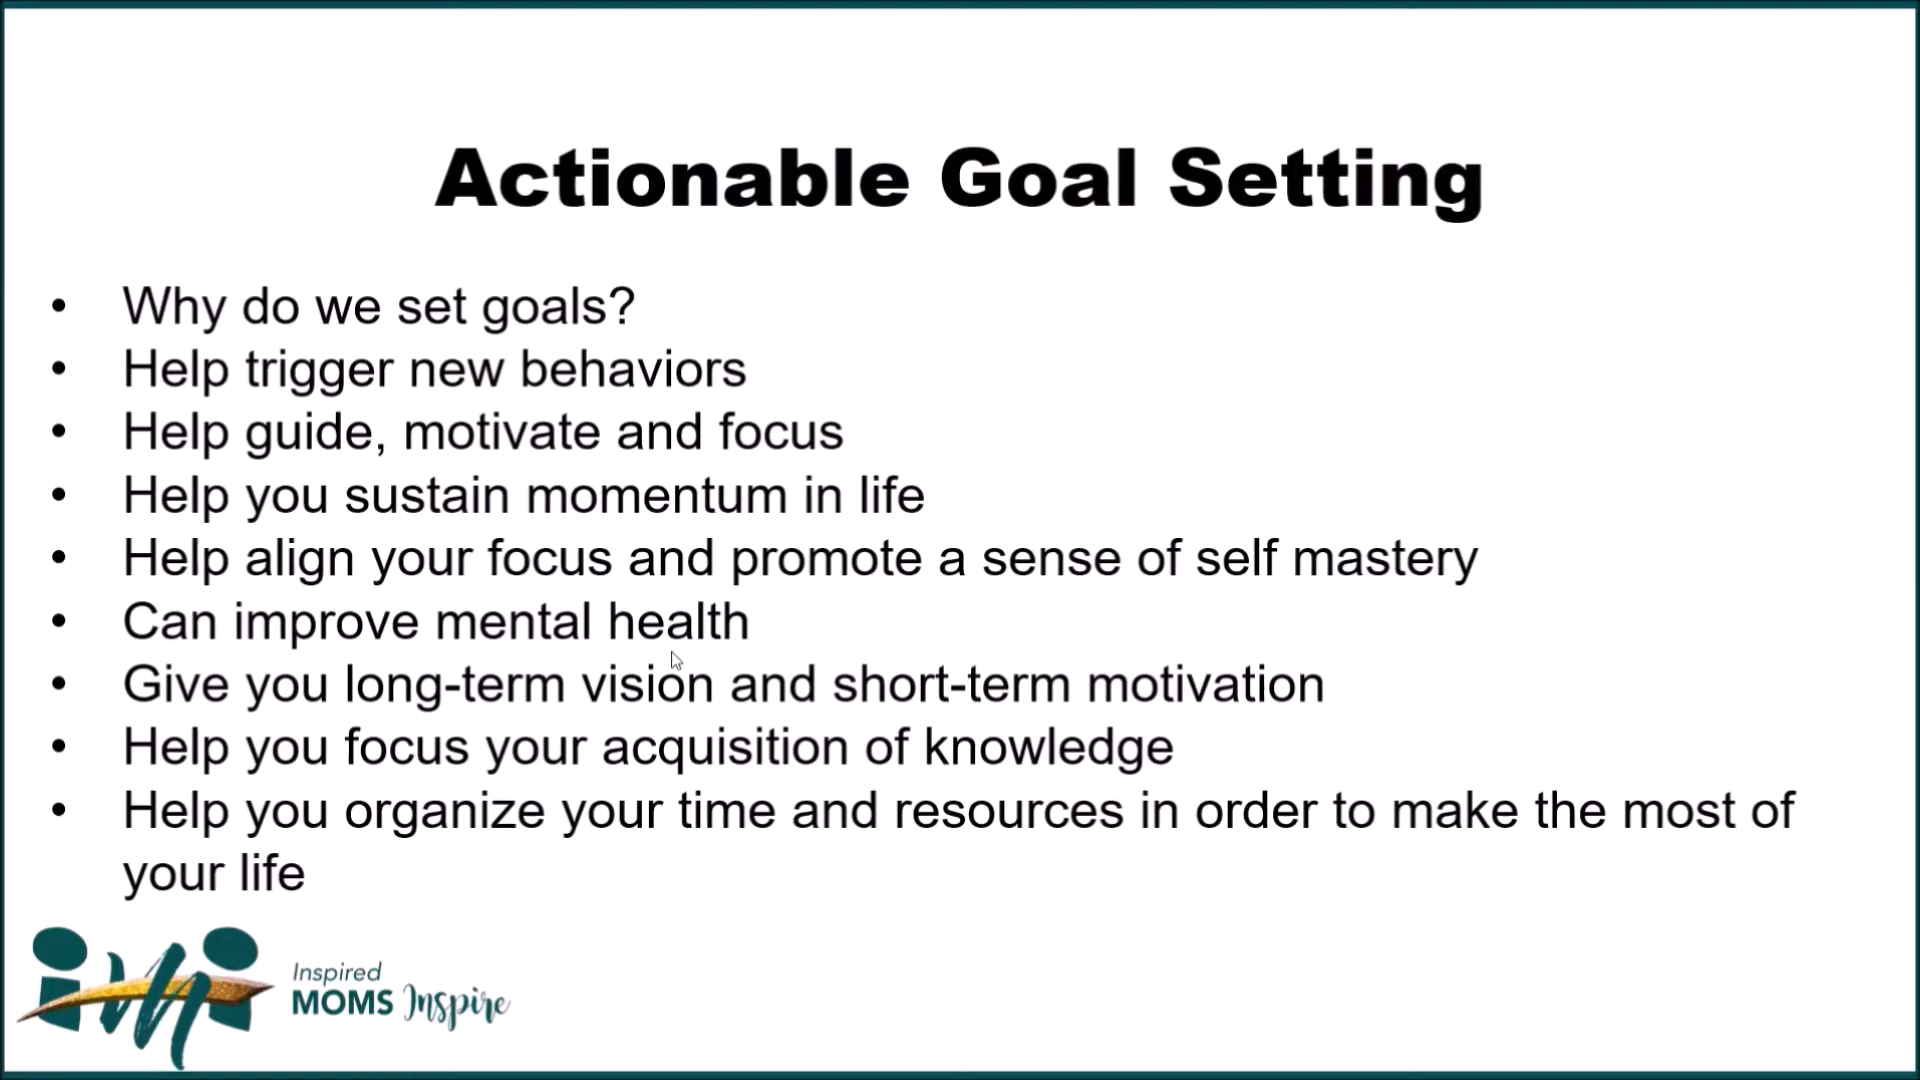 Actionable Goal Setting
• Why do we set goals?
• Help trigger new behaviors
• Help guide, motivate and focus
• Help you sustain momentum in life
• Help align your focus and promote a sense of self mastery
• Can improve mental health
• Give you long-term vision and short-term motivation
• Help you focus your acquisition of knowledge
• Help you organize your time and resources in order to make the most of
your life
imi
Inspired
MOMS Inspire